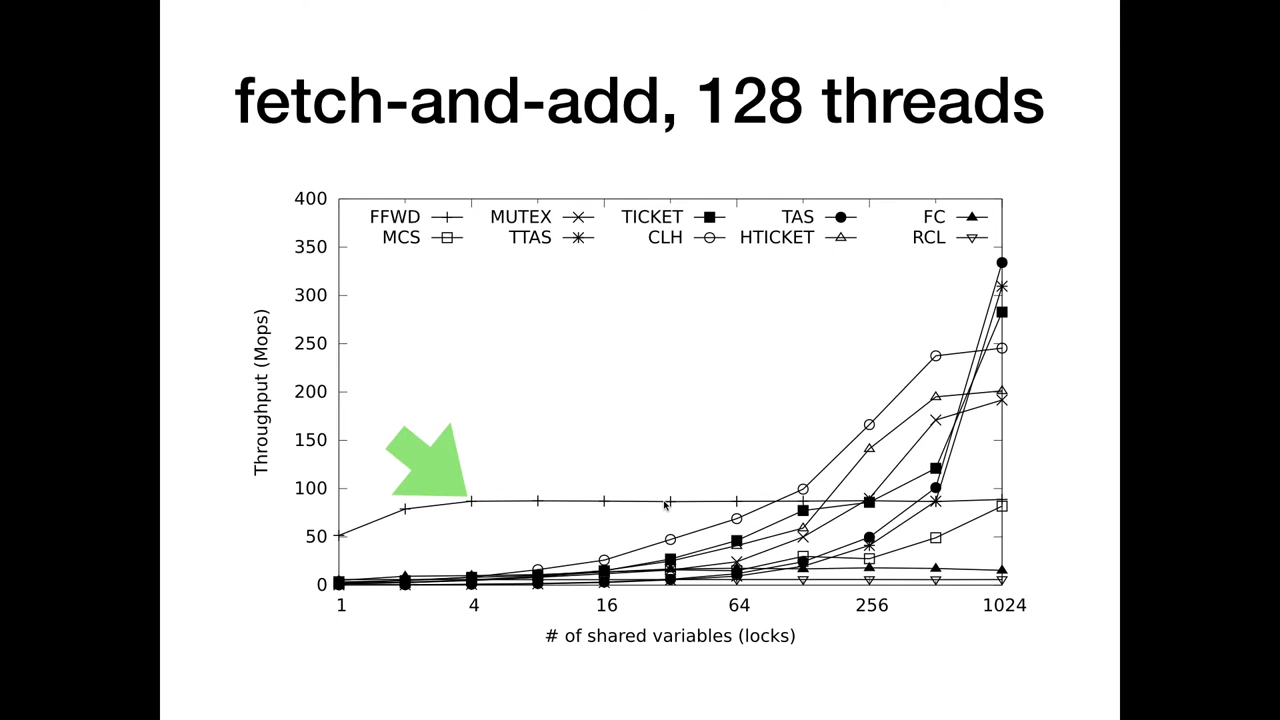 fetch-and-add, 128 threads
400
350
300
250
200
150
100
50
0
Throughput (Mops)
FFWD MUTEX TICKET TAS FC
MCS TTAS CLH HTICKET RCL
1 4 16 64 256 1024
# of shared variables (locks)